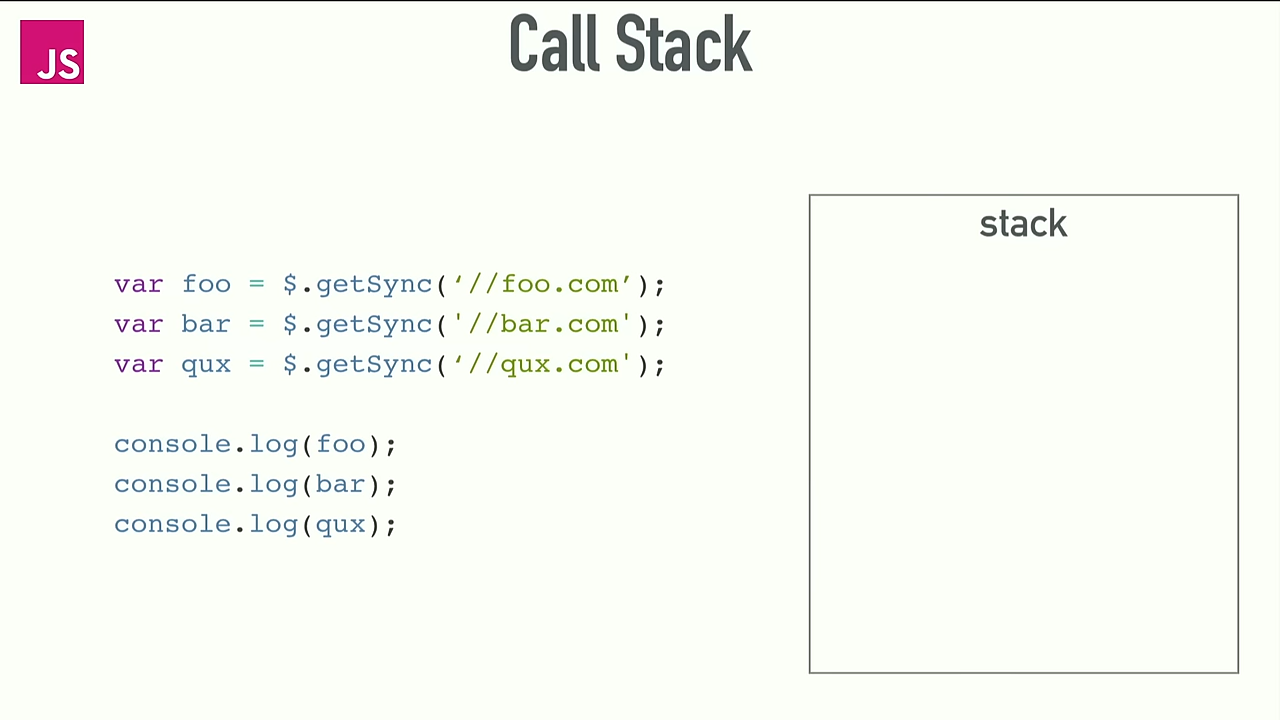 JS
Call Stack
stack
var foo = $.getSync(‘//foo.com’);
var bar = $.getSync('//bar.com');
var qux = $.getSync(‘//qux.com');
console.log(foo);
console.log(bar);
console.log(qux);